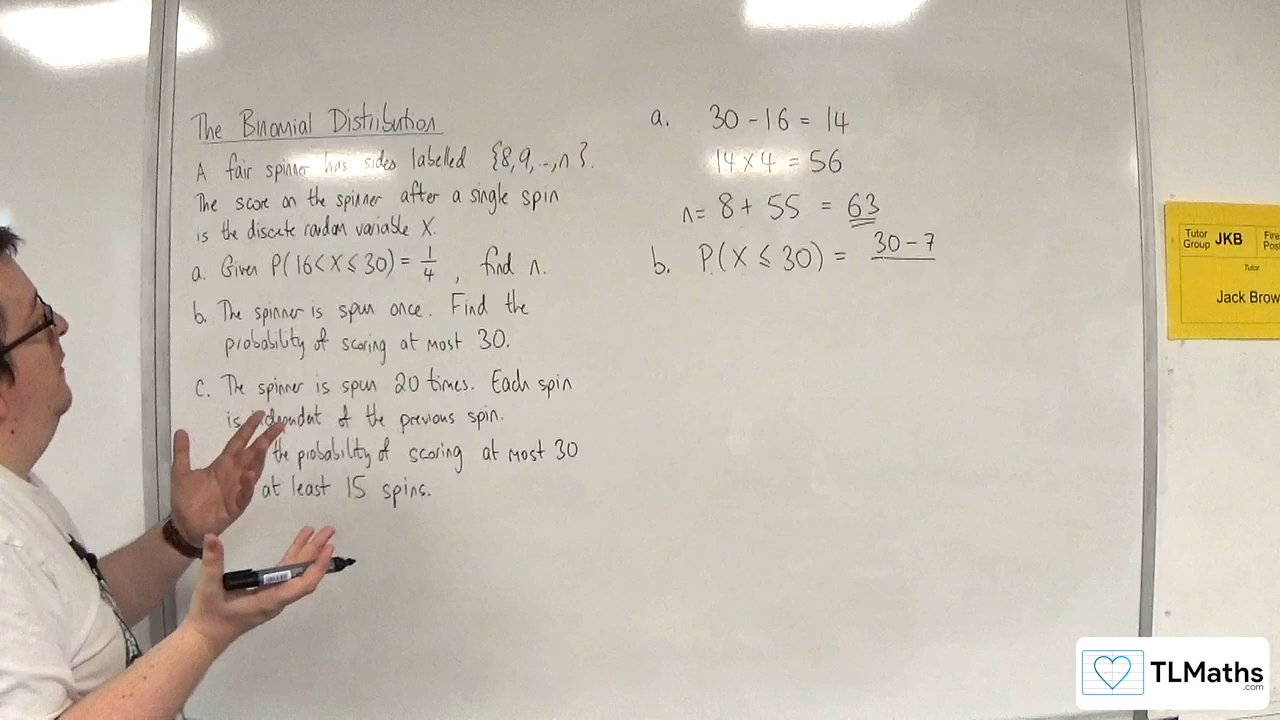 The Binomial Distribution
A fair spinner has sides labelled {8,9,..,n}.
The score on the spinner after a single spin
is the discrete random variable X.
a. Given P(16<X≤30) = 1/4, find n.
b. The spinner is spun once. Find the
probability of scoring at most 30.
c. The spinner is spun 20 times. Each spin
is of the previous spin.
the probability of scoring at most 30
at least 15 spins.
a. 30 - 16 = 14
14 × 4 = 56
n = 8 + 55 = 63
b. P(X ≤ 30) = 30 - 7
Tutor Group JKB
Tutor
Jack Brow
TLMaths
.com